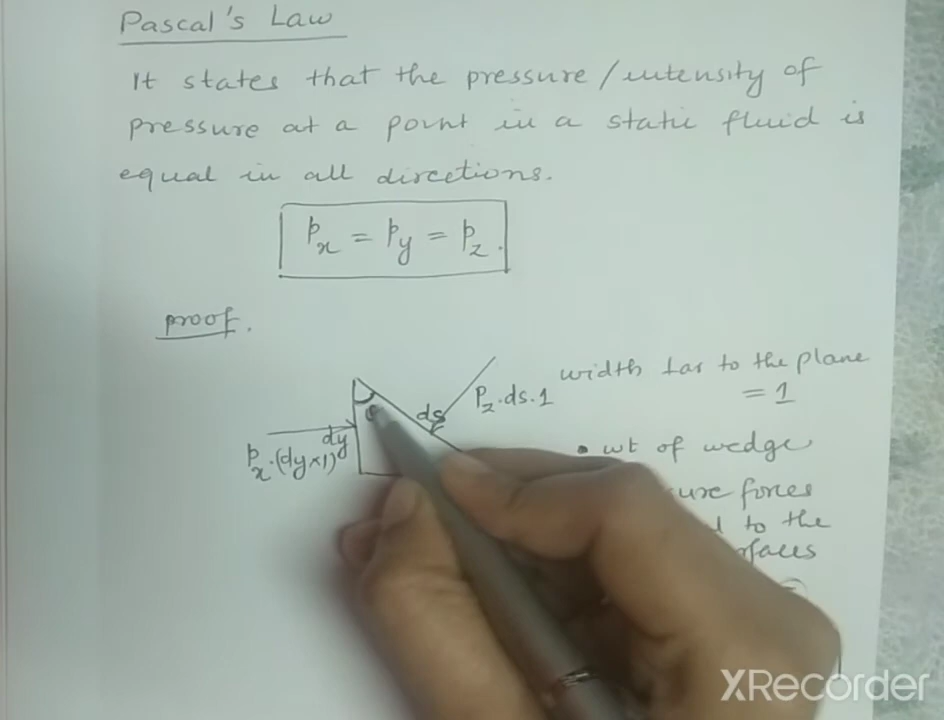 Pascal's Law
It states that the pressure / intensity of
pressure at a point in a static fluid is
equal in all directions.
px = py = pz.
proof.
width lar to the plane
= 1
Pz.ds.1
ds
dy
px.(dy×1)
• wt of wedge
ure forces
to the
faces
XRecorder